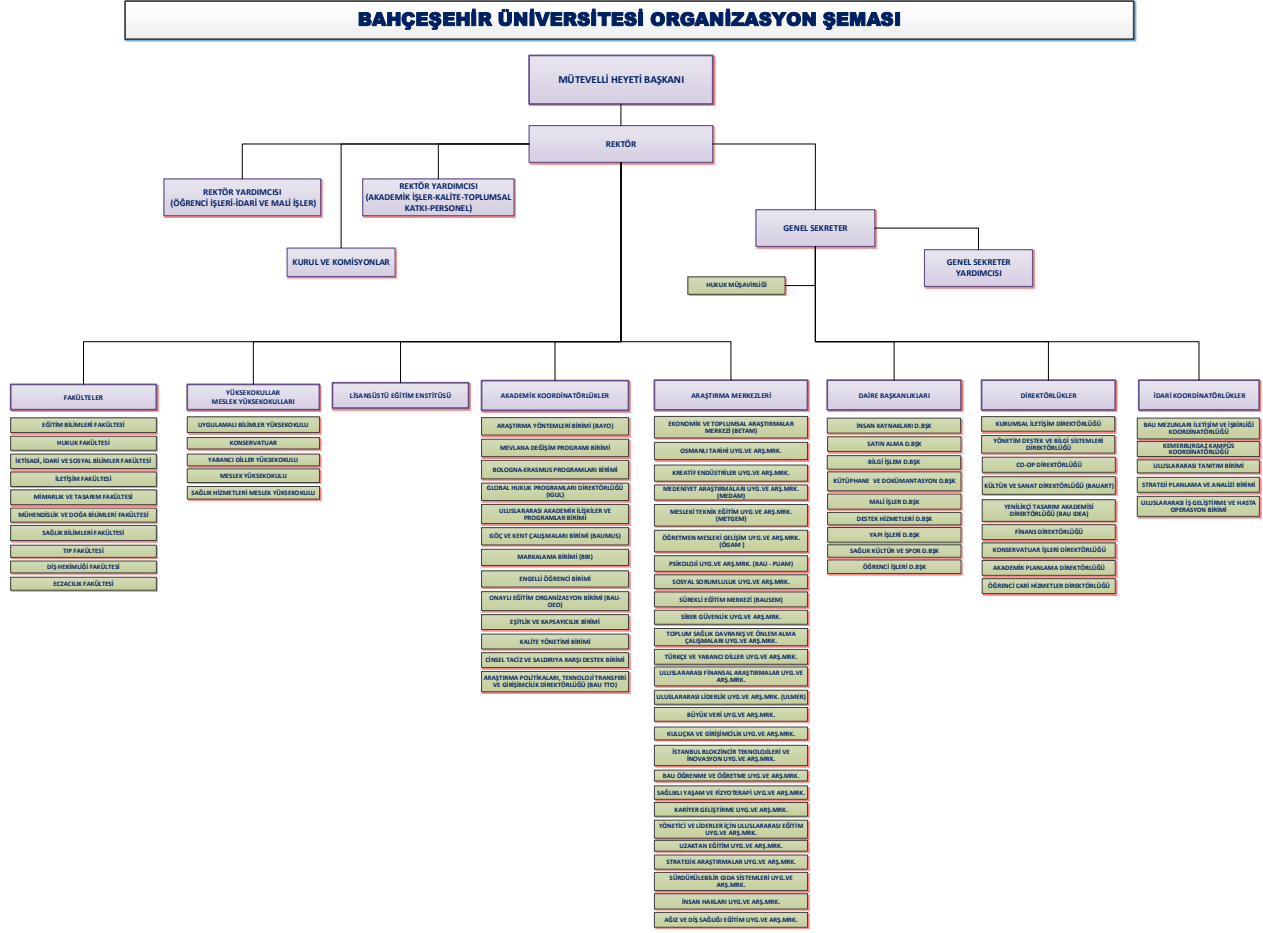 BAHÇEŞEHİR ÜNİVERSİTESİ ORGANİZASYON ŞEMASI
MÜTEVELLİ HEYETİ BAŞKANI
REKTÖR
REKTÖR YARDIMCISI
(ÖĞRENCİ İŞLERİ-İDARİ VE MALİ İŞLER)
REKTÖR YARDIMCISI
(AKADEMİK İŞLER-KALİTE-TOPLUMSAL
KATKI-PERSONEL)
KURUL VE KOMİSYONLAR
GENEL SEKRETER
GENEL SEKRETER
YARDIMCISI
HUKUK MÜŞAVİRLİĞİ
FAKÜLTELER
EĞİTİM BİLİMLERİ FAKÜLTESİ
HUKUK FAKÜLTESİ
İKTİSADİ, İDARİ VE SOSYAL BİLİMLER FAKÜLTESİ
İLETİŞİM FAKÜLTESİ
MİMARLIK VE TASARIM FAKÜLTESİ
MÜHENDİSLİK VE DOĞA BİLİMLERİ FAKÜLTESİ
SAĞLIK BİLİMLERİ FAKÜLTESİ
TIP FAKÜLTESİ
DİŞ HEKİMLİĞİ FAKÜLTESİ
ECZACILIK FAKÜLTESİ
YÜKSEKOKULLAR
MESLEK YÜKSEKOKULLARI
UYGULAMALI BİLİMLER YÜKSEKOKULU
KONSERVATUAR
YABANCI DİLLER YÜKSEKOKULU
MESLEK YÜKSEKOKULU
SAĞLIK HİZMETLERİ MESLEK YÜKSEKOKULU
LİSANSÜSTÜ EĞİTİM ENSTİTÜSÜ
AKADEMİK KOORDİNATÖRLÜKLER
ARAŞTIRMA YÖNTEMLERİ BİRİMİ (BAYO)
MEVLANA DEĞİŞİM PROGRAMI BİRİMİ
BOLOGNA-ERASMUS PROGRAMLARI BİRİMİ
GLOBAL HUKUK PROGRAMLARI DİREKTÖRLÜĞÜ
(IGUL)
ULUSLARARASI AKADEMİK İLİŞKİLER VE
PROGRAMLAR BİRİMİ
GÖÇ VE KENT ÇALIŞMALARI BİRİMİ (BAUMUS)
MARKALAMA BİRİMİ (BBI)
ENGELLİ ÖĞRENCİ BİRİMİ
ONAYLI EĞİTİM ORGANİZASYON BİRİMİ (BAU-
OEO)
EŞİTLİK VE KAPSAYICILIK BİRİMİ
KALİTE YÖNETİMİ BİRİMİ
CİNSEL TACİZ VE SALDIRIYA KARŞI DESTEK BİRİMİ
ARAŞTIRMA POLİTİKALARI, TEKNOLOJİ TRANSFERİ
VE GİRİŞİMCİLİK DİREKTÖRLÜĞÜ (BAU TTO)
ARAŞTIRMA MERKEZLERİ
EKONOMİK VE TOPLUMSAL ARAŞTIRMALAR
MERKEZİ (BETAM)
OSMANLI TARİHİ UYG.VE ARŞ.MRK.
KREATİF ENDÜSTRİLER UYG.VE ARŞ.MRK.
MEDENİYET ARAŞTIRMALARI UYG.VE ARŞ.MRK.
(MEDAM)
MESLEKİ TEKNİK EĞİTİM UYG.VE ARŞ.MRK.
(METGEM)
ÖĞRETMEN MESLEKİ GELİŞİM UYG.VE ARŞ.MRK.
(ÖGAM )
PSİKOLOJİ UYG.VE ARŞ.MRK. (BAU - PUAM)
SOSYAL SORUMLULUK UYG.VE ARŞ.MRK.
SÜREKLİ EĞİTİM MERKEZİ (BAUSEM)
SİBER GÜVENLİK UYG.VE ARŞ.MRK.
TOPLUM SAĞLIK DAVRANIŞ VE ÖNLEM ALMA
ÇALIŞMALARI UYG.VE ARŞ.MRK.
TÜRKÇE VE YABANCI DİLLER UYG.VE ARŞ.MRK.
ULUSLARARASI FİNANSAL ARAŞTIRMALAR UYG.VE
ARŞ.MRK.
ULUSLARARASI LİDERLİK UYG.VE ARŞ.MRK. (ULMER)
BÜYÜK VERİ UYG.VE ARŞ.MRK.
KULUÇKA VE GİRİŞİMCİLİK UYG.VE ARŞ.MRK.
İSTANBUL BLOKZİNCİR TEKNOLOJİLERİ VE
İNOVASYON UYG.VE ARŞ.MRK.
BAU ÖĞRENME VE ÖĞRETME UYG.VE ARŞ.MRK.
SAĞLIKLI YAŞAM VE FİZYOTERAPİ UYG.VE ARŞ.MRK.
KARİYER GELİŞTİRME UYG.VE ARŞ.MRK.
YÖNETİCİ VE LİDERLER İÇİN ULUSLARARASI EĞİTİM
UYG.VE ARŞ.MRK.
UZAKTAN EĞİTİM UYG.VE ARŞ.MRK.
STRATEJİK ARAŞTIRMALAR UYG.VE ARŞ.MRK.
SÜRDÜRÜLEBİLİR GIDA SİSTEMLERİ UYG.VE
ARŞ.MRK.
İNSAN HAKLARI UYG.VE ARŞ.MRK.
AĞIZ VE DİŞ SAĞLIĞI EĞİTİM UYG.VE ARŞ.MRK.
DAİRE BAŞKANLIKLARI
İNSAN KAYNAKLARI D.BŞK
SATIN ALMA D.BŞK
BİLGİ İŞLEM D.BŞK
KÜTÜPHANE VE DOKÜMANTASYON D.BŞK
MALİ İŞLER D.BŞK
DESTEK HİZMETLERİ D.BŞK
YAPI İŞLERİ D.BŞK
SAĞLIK KÜLTÜR VE SPOR D.BŞK
ÖĞRENCİ İŞLERİ D.BŞK
DİREKTÖRLÜKLER
KURUMSAL İLETİŞİM DİREKTÖRLÜĞÜ
YÖNETİM DESTEK VE BİLGİ SİSTEMLERİ
DİREKTÖRLÜĞÜ
CO-OP DİREKTÖRLÜĞÜ
KÜLTÜR VE SANAT DİREKTÖRLÜĞÜ (BAUART)
YENİLİKÇİ TASARIM AKADEMİSİ
DİREKTÖRLÜĞÜ (BAU IDEA)
FİNANS DİREKTÖRLÜĞÜ
KONSERVATUAR İŞLERİ DİREKTÖRLÜĞÜ
AKADEMİK PLANLAMA DİREKTÖRLÜĞÜ
ÖĞRENCİ CARİ HİZMETLER DİREKTÖRLÜĞÜ
İDARİ KOORDİNATÖRLÜKLER
BAU MEZUNLARI İLETİŞİM VE İŞBİRLİĞİ
KOORDİNATÖRLÜĞÜ
KEMERBURGAZ KAMPÜS
KOORDİNATÖRLÜĞÜ
ULUSLARARASI TANITIM BİRİMİ
STRATEJİ PLANLAMA VE ANALİZİ BİRİMİ
ULUSLARARASI İŞ GELİŞTİRME VE HASTA
OPERASYON BİRİMİ